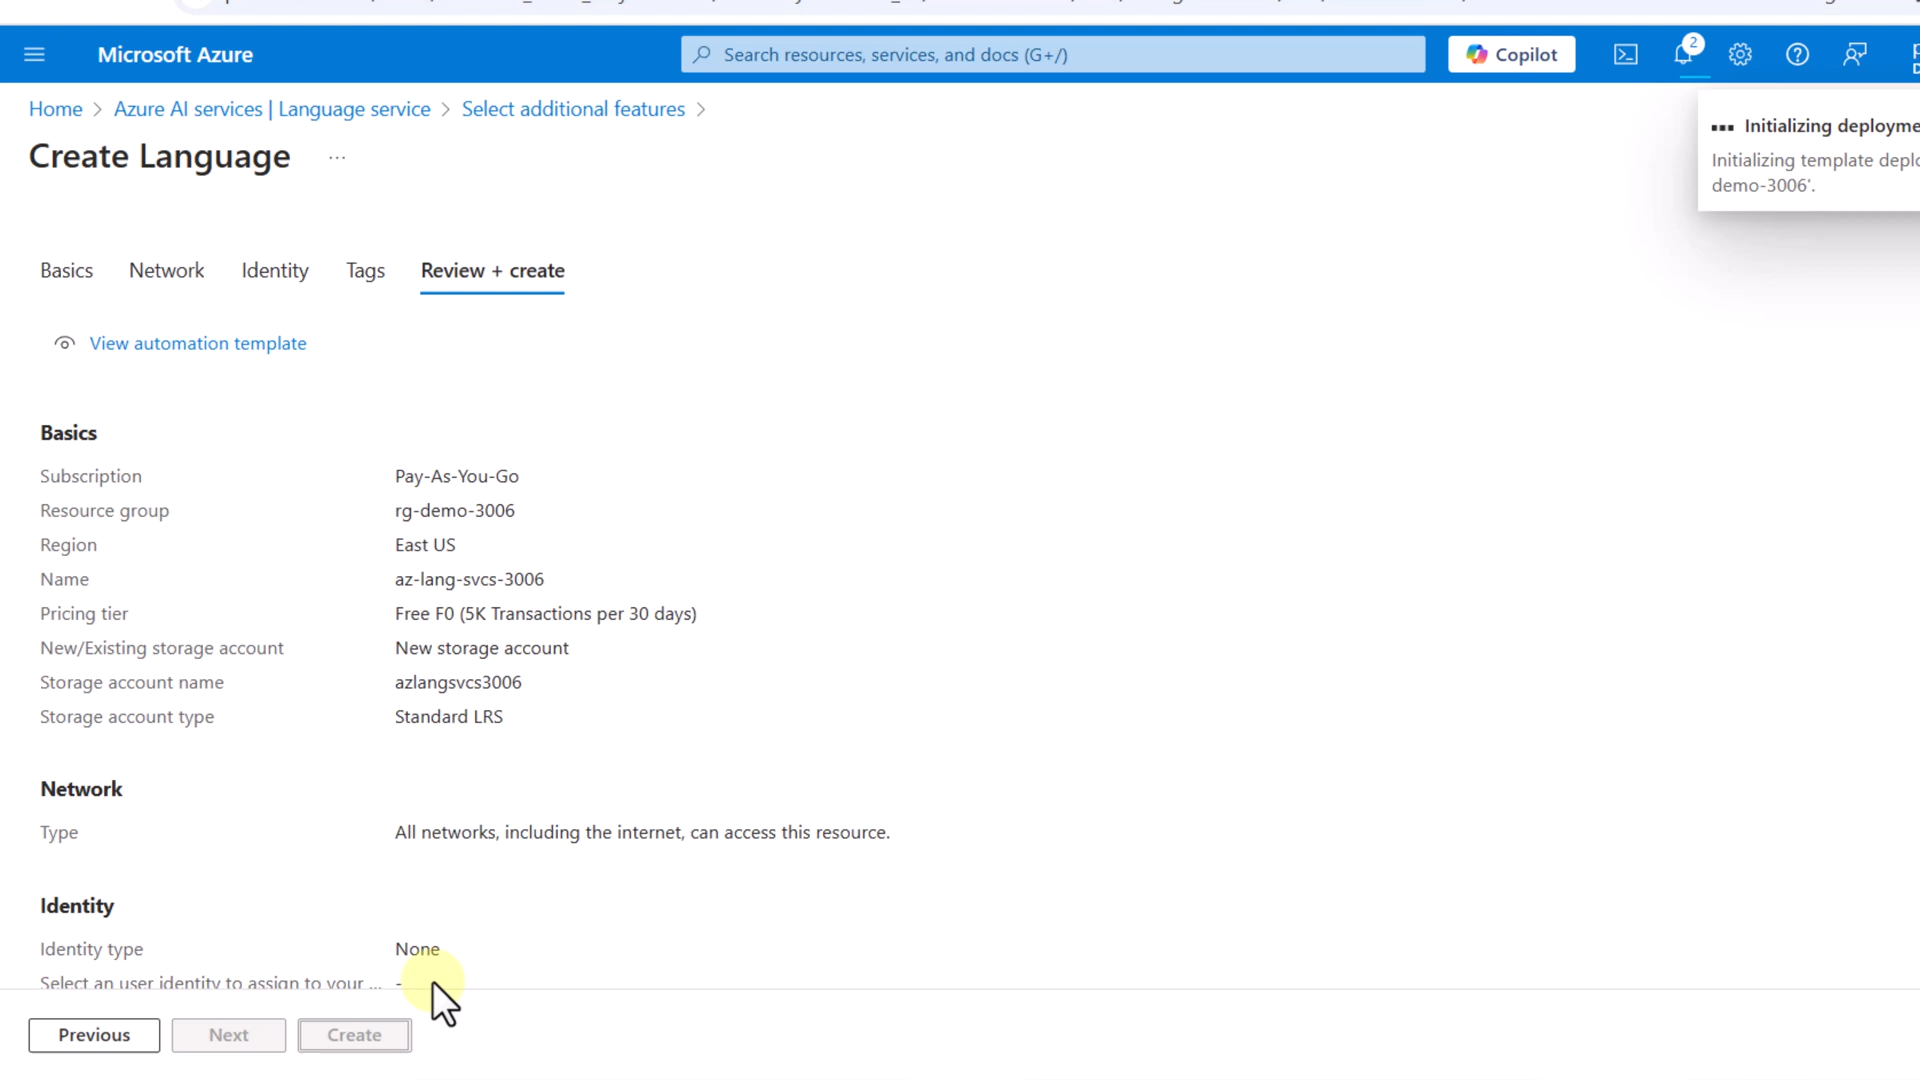 Microsoft Azure
Search resources, services, and docs (G+/)
Copilot
2
Home > Azure AI services | Language service > Select additional features >
Create Language ...
Initializing
Initializing template
demo-3006'.
Basics Network Identity Tags Review + create
View automation template
Basics
Subscription Pay-As-You-Go
Resource group rg-demo-3006
Region East US
Name az-lang-svcs-3006
Pricing tier Free F0 (5K Transactions per 30 days)
New/Existing storage account New storage account
Storage account name azlangsvcs3006
Storage account type Standard LRS
Network
Type All networks, including the internet, can access this resource.
Identity
Identity type None
Select an user identity to assign to your ... -
Previous Next Create